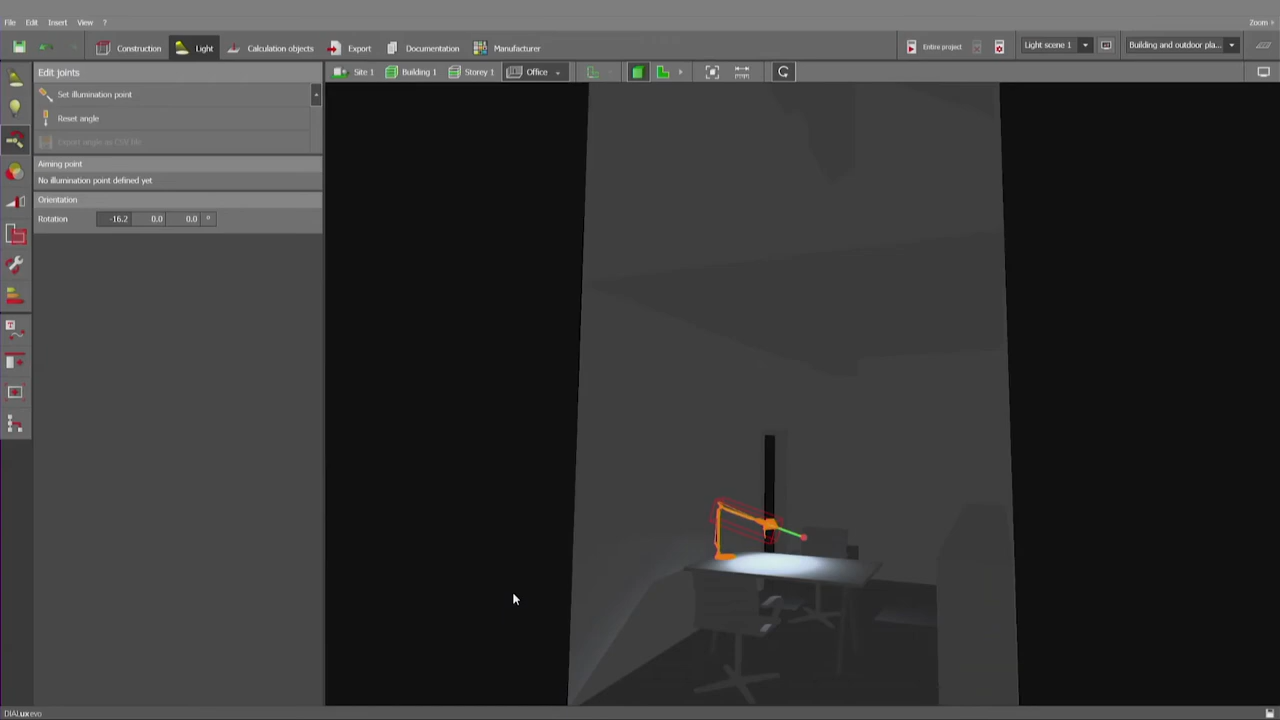 File Edit Insert View ? Zoom
Construction Light Calculation objects Export Documentation Manufacturer Entire project Light scene 1 Building and outdoor pla...
Edit joints Site 1 Building 1 Storey 1 Office
Set illumination point
Reset angle
Aiming point
No illumination point defined yet
Orientation
Rotation -16.2 0.0 0.0 °
DIALux evo